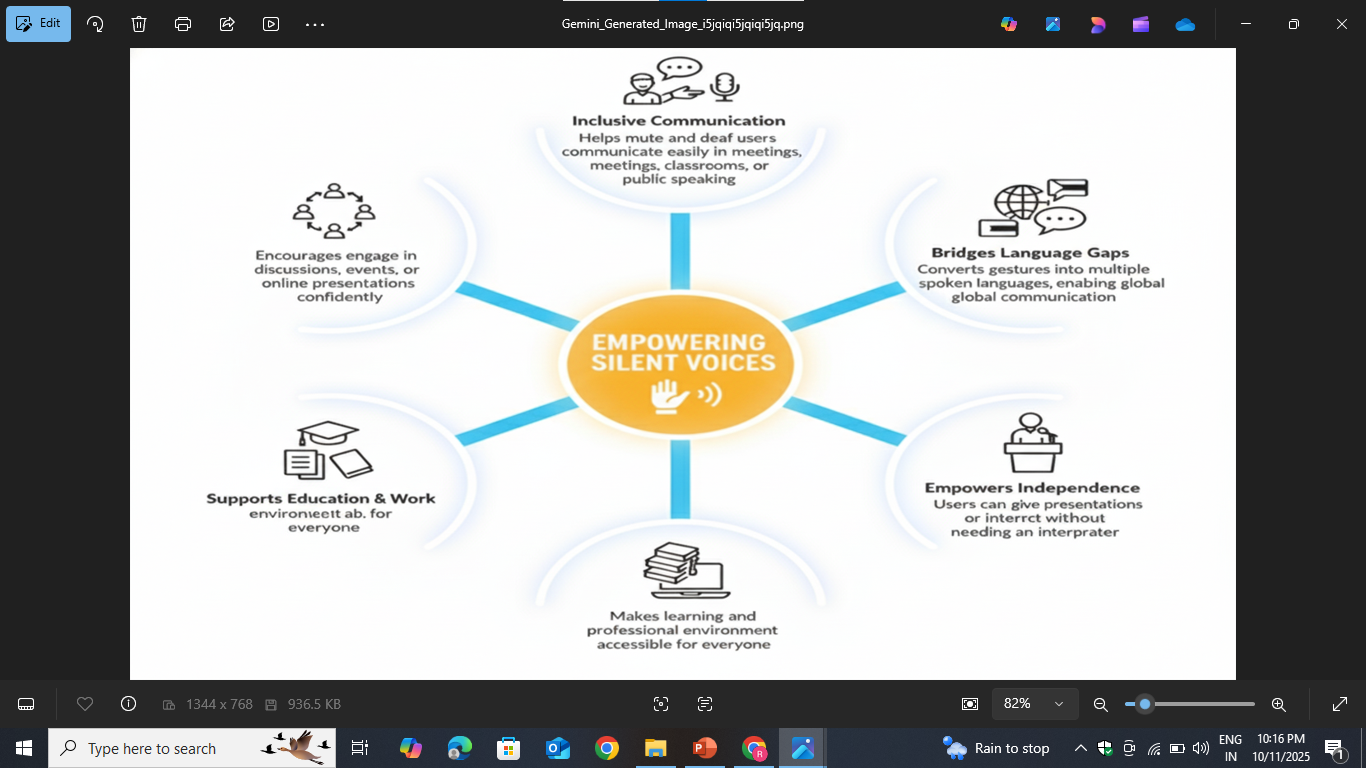 Edit
Gemini_Generated_Image_i5jqiqi5jqiqi5jq.png
Inclusive Communication
Helps mute and deaf users
communicate easily in meetings,
meetings, classrooms, or
public speaking
Encourages engage in
discussions, events, or
online presentations
confidently
Bridges Language Gaps
Converts gestures into multiple
spoken languages, enabing global
global communication
EMPOWERING
SILENT VOICES
Supports Education & Work
environment ab. for
everyone
Empowers Independence
Users can give presentations
or interrct without
needing an interprater
Makes learning and
professional environment
accessible for everyone
1344 x 768
936.5 KB
82%
Type here to search
Rain to stop
ENG
IN
10:16 PM
10/11/2025
1